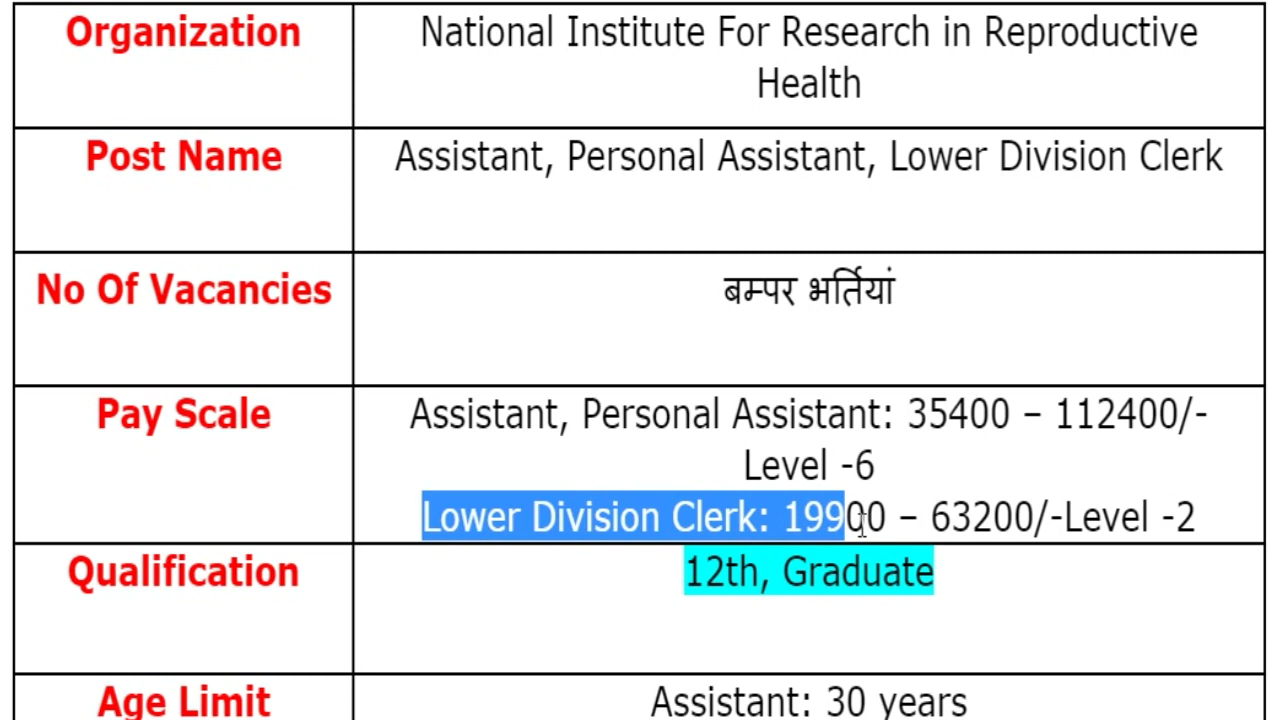 Organization
National Institute For Research in Reproductive
Health
Post Name
Assistant, Personal Assistant, Lower Division Clerk
No Of Vacancies
बम्पर भर्तियां
Pay Scale
Assistant, Personal Assistant: 35400 – 112400/-
Level -6
Lower Division Clerk: 19900 – 63200/-Level -2
Qualification
12th, Graduate
Age Limit
Assistant: 30 years